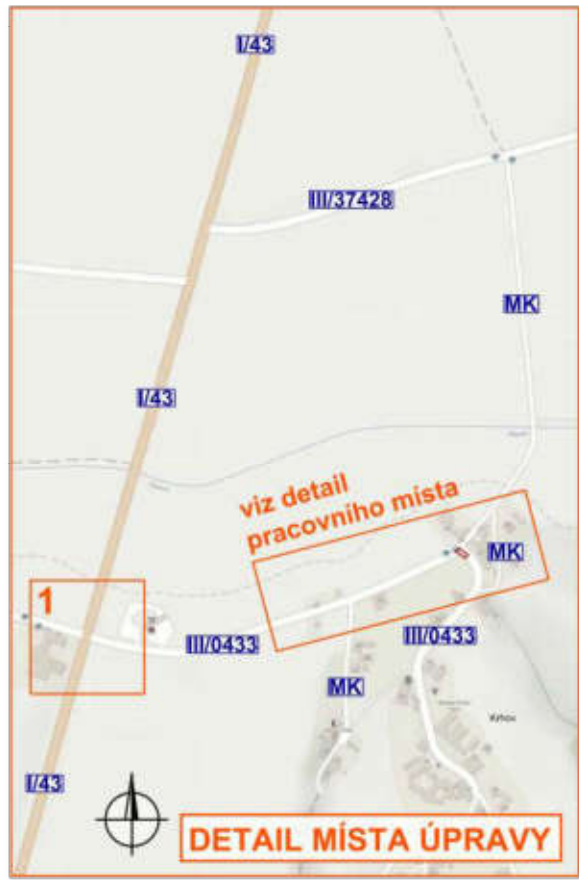 I/43
III/37428
MK
I/43
viz detail
pracovního místa
MK
1
III/0433
III/0433
MK
Krhov
I/43
DETAIL MÍSTA ÚPRAVY